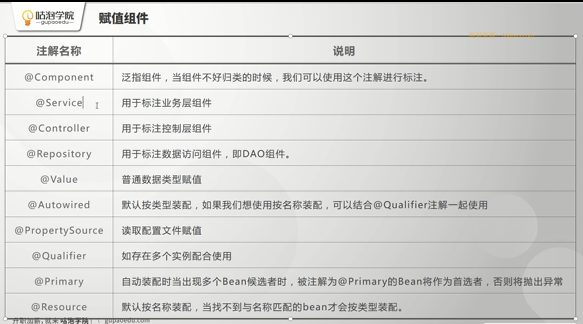 咕泡学院
gupaoedu
赋值组件
注解名称 说明
@Component 泛指组件，当组件不好归类的时候，我们可以使用这个注解进行标注。
@Service 用于标注业务层组件
@Controller 用于标注控制层组件
@Repository 用于标注数据访问组件，即DAO组件。
@Value 普通数据类型赋值
@Autowired 默认按类型装配，如果我们想使用按名称装配，可以结合@Qualifier注解一起使用
@PropertySource 读取配置文件赋值
@Qualifier 如存在多个实例配合使用
@Primary 自动装配时当出现多个Bean候选者时，被注解为@Primary的Bean将作为首选者，否则将抛出异常
@Resource 默认按名称装配，当找不到与名称匹配的bean才会按类型装配。
gupaoedu.com